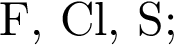 F, Cl, S;